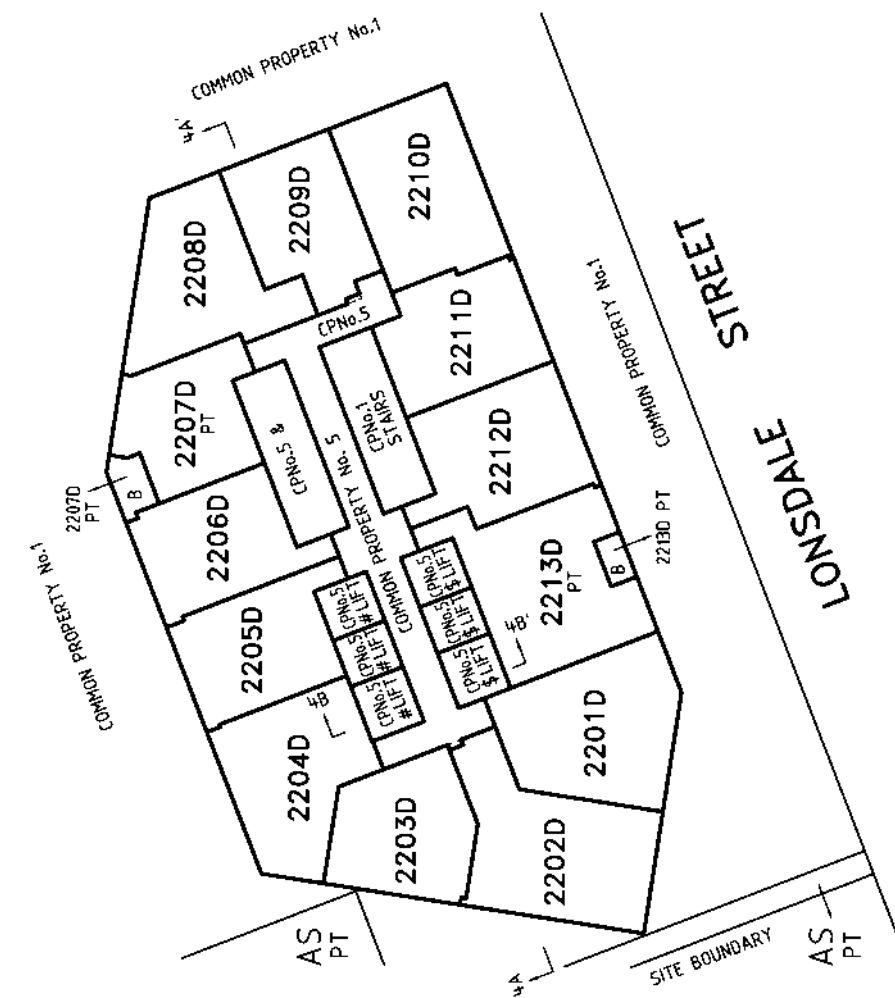 COMMON PROPERTY No.1
4A'
2210D
2209D
2208D
CPNo.5
2211D
2207D
PT
CPNo.1
STAIRS
CPNo.5 &
2207D
PT
B
2206D
COMMON PROPERTY No. 5
2212D
COMMON PROPERTY No.1
COMMON PROPERTY No.1
STREET
LONSDALE
2205D
CPNo.5
# LIFT
CPNo.5
# LIFT
CPNo.5
# LIFT
CPNo.5
$ LIFT
CPNo.5
$ LIFT
CPNo.5
$ LIFT
2213D
PT
B
2213D PT
4B'
4B
2204D
2203D
2201D
2202D
AS
PT
4A
SITE BOUNDARY
AS
PT